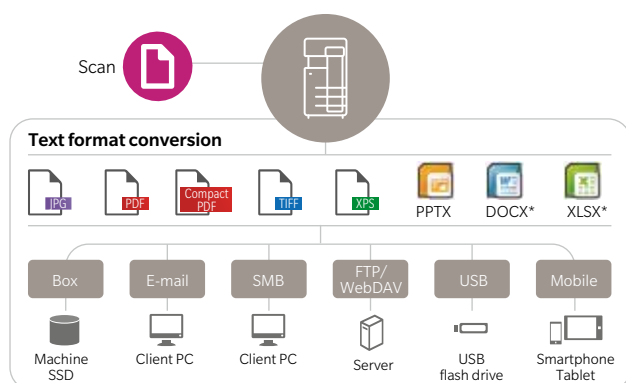 Scan
Text format conversion
JPG
PDF
Compact
PDF
TIFF
XPS
PPTX
DOCX*
XLSX*
Box
E-mail
SMB
FTP/
WebDAV
USB
Mobile
Machine
SSD
Client PC
Client PC
Server
USB
flash drive
Smartphone
Tablet